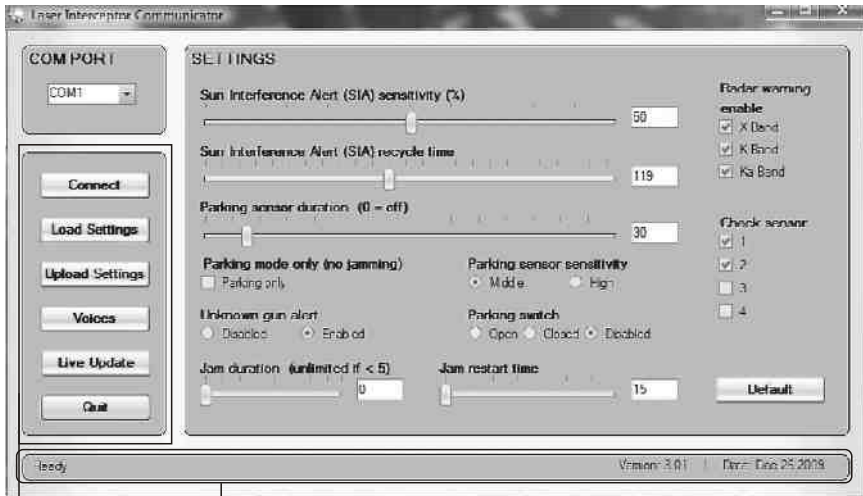 Laser Interceptor Communicator
COM PORT
COM1
Connect
Load Settings
Upload Settings
Voices
Live Update
Quit
SETTINGS
Sun Interference Alert (SIA) sensitivity (%)
50
Sun Interference Alert (SIA) recycle time
119
Parking sensor duration (0 = off)
30
Parking mode only (no jamming)
Parking only
Parking sensor sensitivity
Middle High
Unknown gun alert
Disabled Enabled
Parking switch
Open Closed Disabled
Jam duration (unlimited if < 5)
0
Jam restart time
15
Radar warning
enable
X Band
K Band
Ka Band
Check sensor
1
2
3
4
Default
Ready
Version: 3.01 | Date: Dec 26 2009